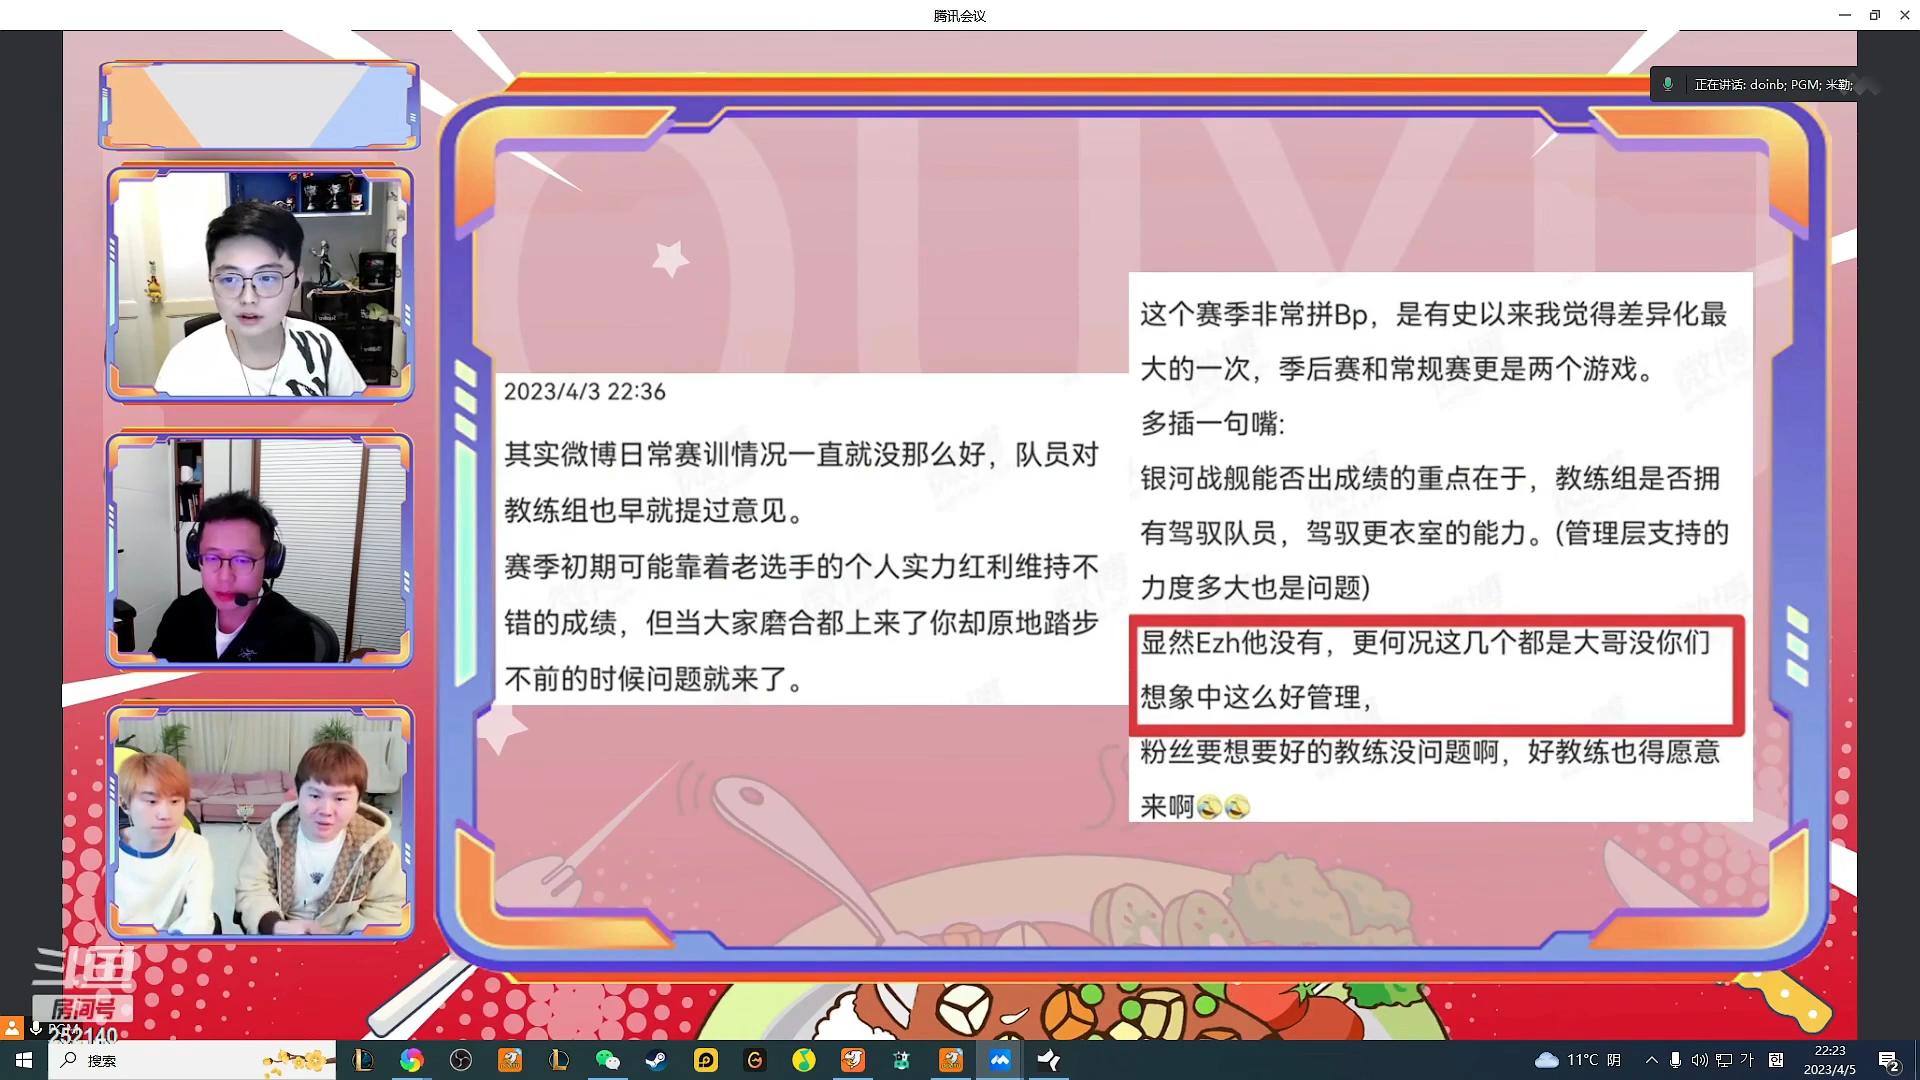 腾讯会议
正在讲话: doinb; PGM; 米勒;
这个赛季非常拼Bp，是有史以来我觉得差异化最
大的一次，季后赛和常规赛更是两个游戏。
多插一句嘴:
银河战舰能否出成绩的重点在于，教练组是否拥
有驾驭队员，驾驭更衣室的能力。(管理层支持的
力度多大也是问题)
显然Ezh他没有，更何况这几个都是大哥没你们
想象中这么好管理，
粉丝要想要好的教练没问题啊，好教练也得愿意
来啊🤣🤣
2023/4/3 22:36
其实微博日常赛训情况一直就没那么好，队员对
教练组也早就提过意见。
赛季初期可能靠着老选手的个人实力红利维持不
错的成绩，但当大家磨合都上来了你却原地踏步
不前的时候问题就来了。
斗鱼
房间号
252140
PGM
搜索
11°C 阴
가
22:23
2023/4/5
2